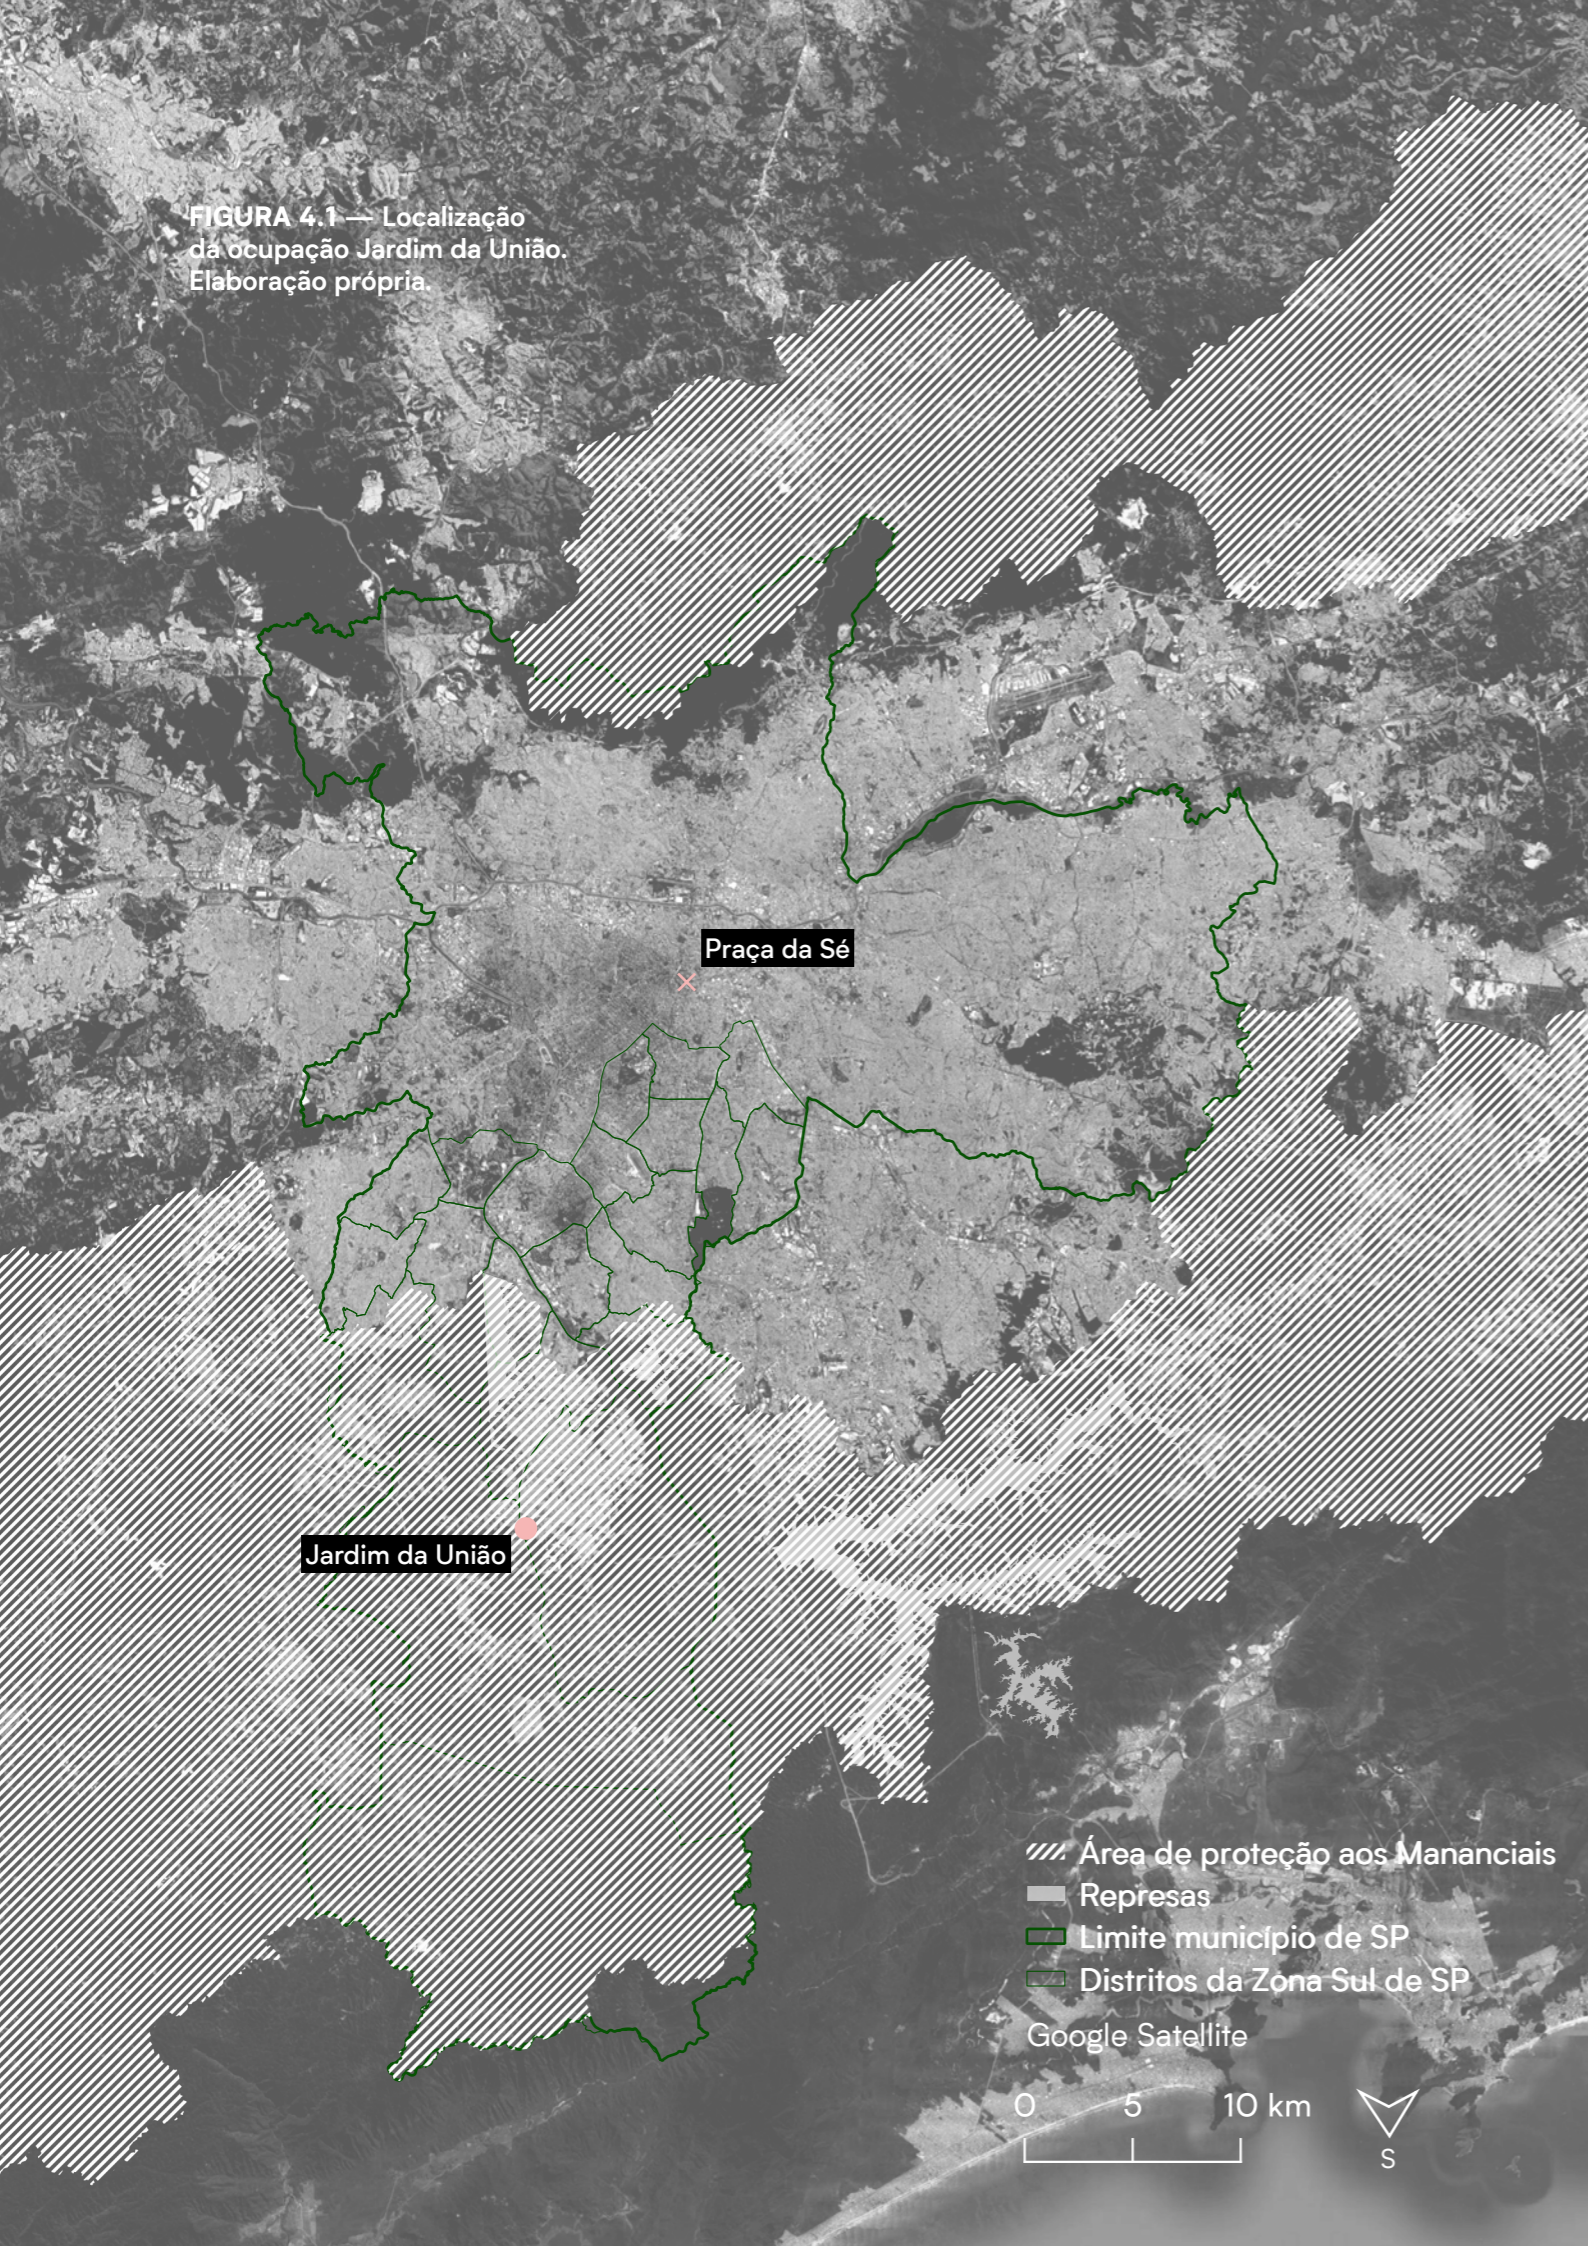 FIGURA 4.1 — Localização
da ocupação Jardim da União.
Elaboração própria.
Praça da Sé
Jardim da União
Área de proteção aos Mananciais
Represas
Limite município de SP
Distritos da Zona Sul de SP
Google Satellite
0 5 10 km
S